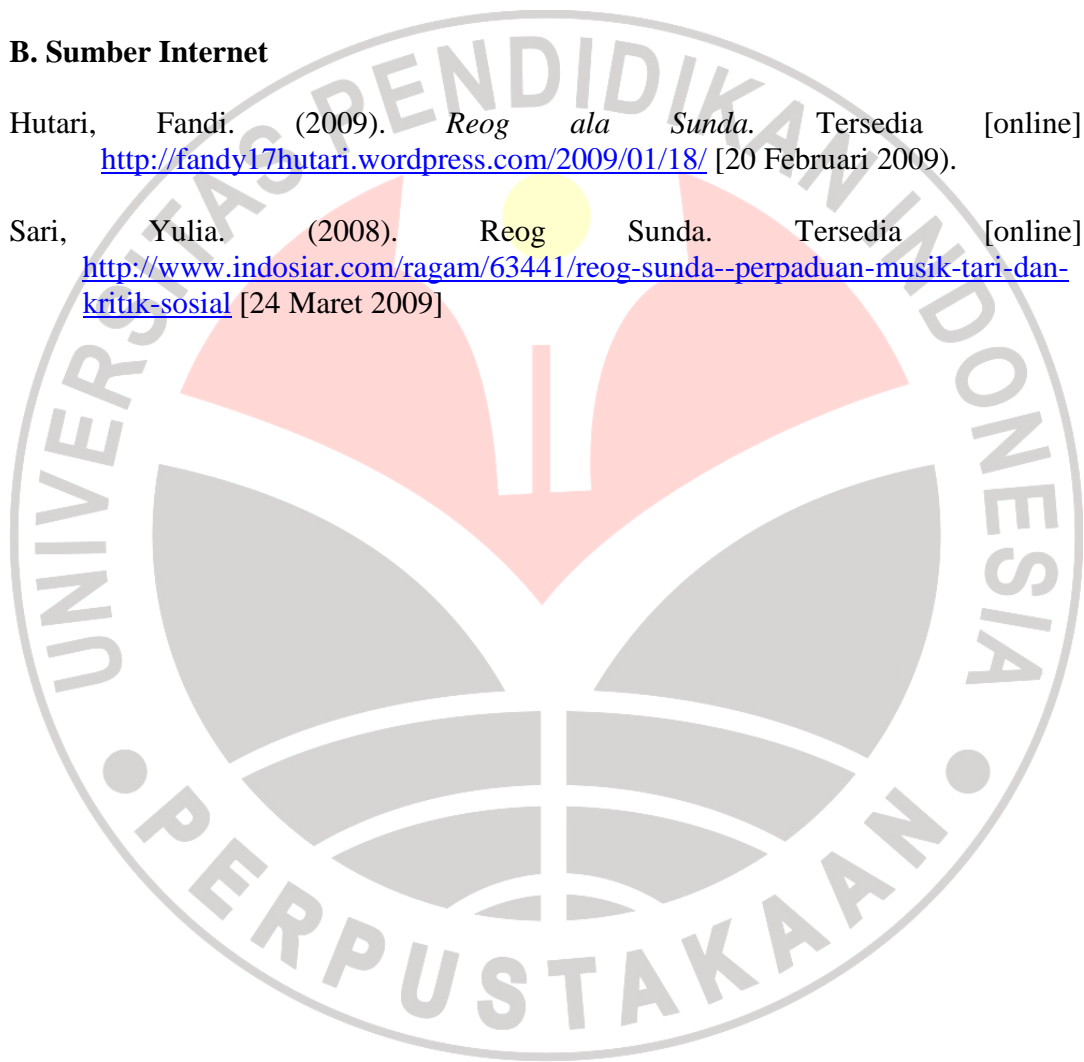 B. Sumber Internet
Hutari, Fandi. (2009). Reog ala Sunda. Tersedia [online]
http://fandy17hutari.wordpress.com/2009/01/18/ [20 Februari 2009).
Sari, Yulia. (2008). Reog Sunda. Tersedia [online]
http://www.indosiar.com/ragam/63441/reog-sunda--perpaduan-musik-tari-dan-
kritik-sosial [24 Maret 2009]
UNIVERSITAS PENDIDIKAN INDONESIA
PERPUSTAKAAN